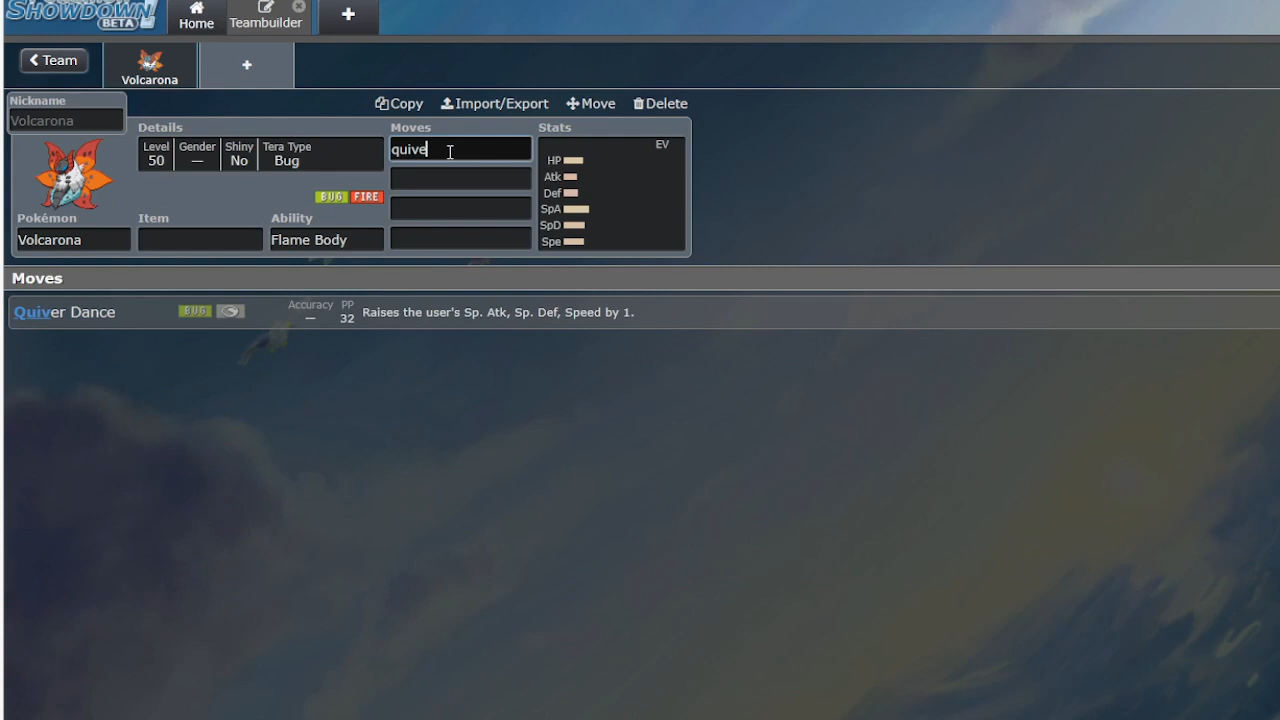 SHOWDOWN!
BETA
Home
Teambuilder
+
Team
Volcarona
+
Nickname
Volcarona
Copy
Import/Export
Move
Delete
Details
Level Gender Shiny Tera Type
50 — No Bug
BUG FIRE
Pokémon
Volcarona
Item
Ability
Flame Body
Moves
quive
Stats
EV
HP
Atk
Def
SpA
SpD
Spe
Moves
Quiver Dance BUG Accuracy — PP 32 Raises the user's Sp. Atk, Sp. Def, Speed by 1.